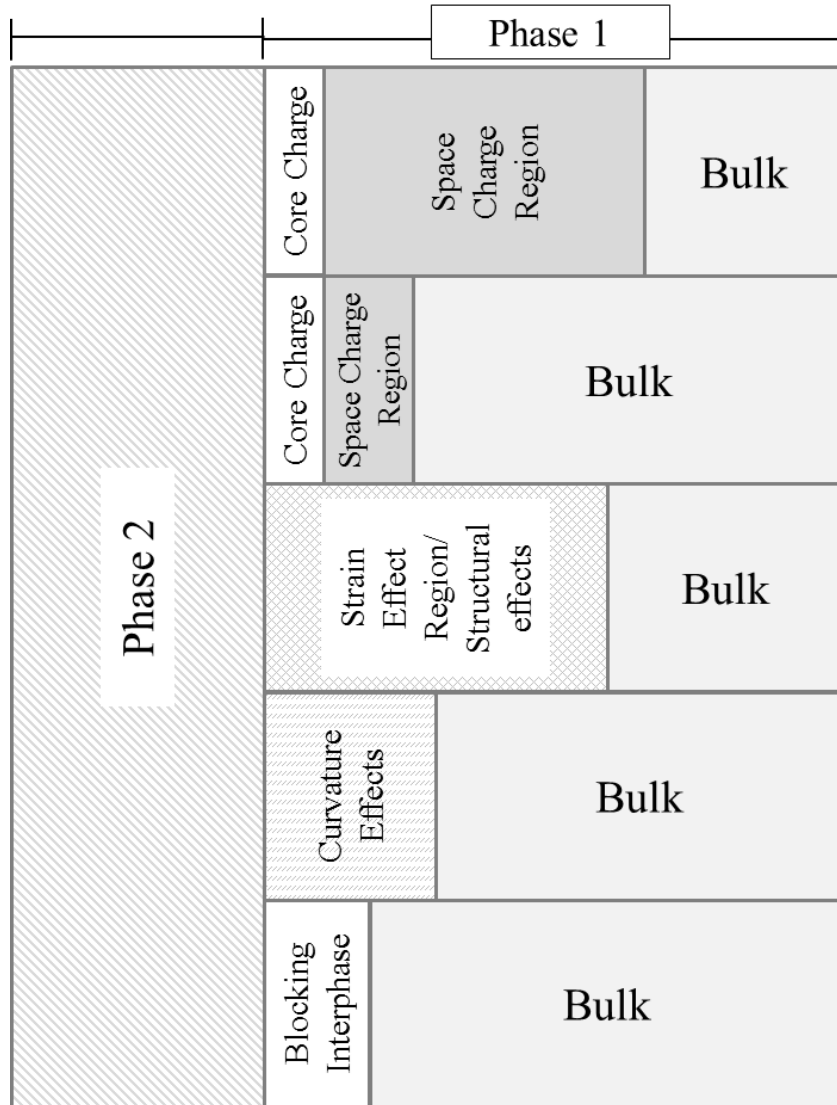 Phase 1
Phase 2
Core Charge
Space
Charge
Region
Bulk
Core Charge
Space Charge
Region
Bulk
Strain
Effect
Region/
Structural
effects
Bulk
Curvature
Effects
Bulk
Blocking
Interphase
Bulk